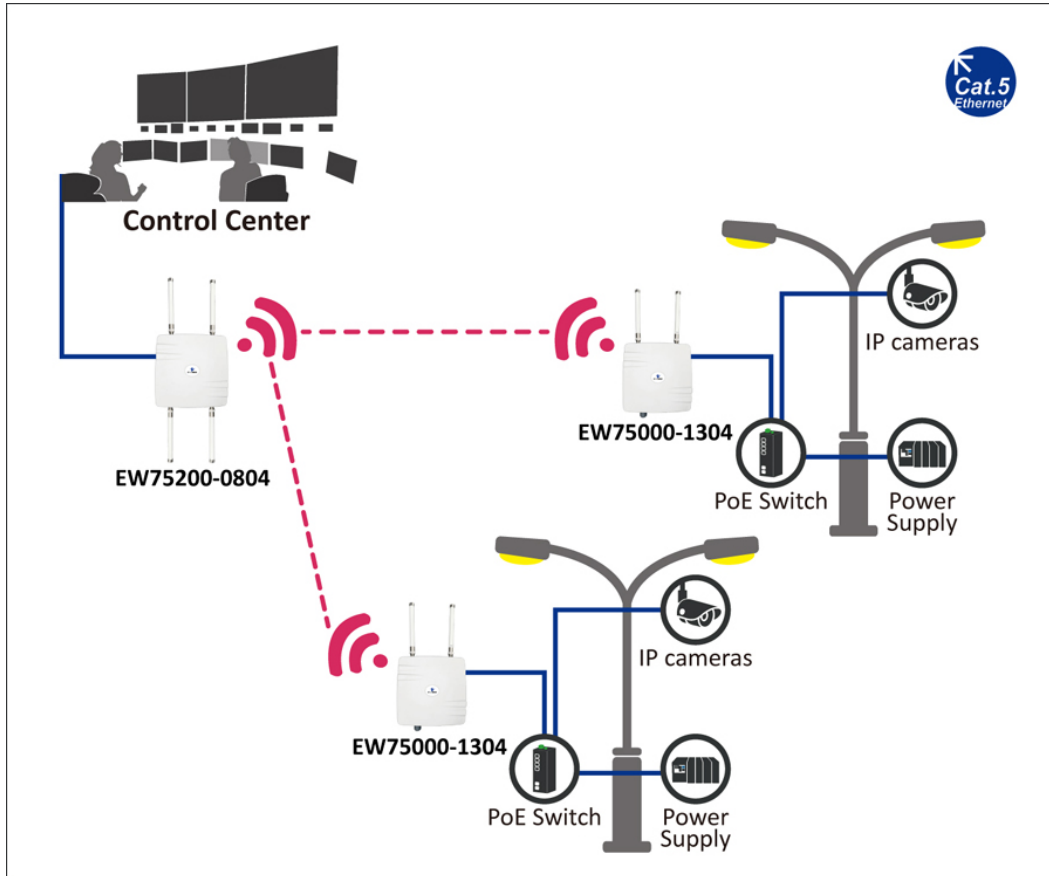 Cat.5
Ethernet
Control Center
IP cameras
EW75000-1304
EW75200-0804
PoE Switch
Power
Supply
IP cameras
EW75000-1304
PoE Switch
Power
Supply